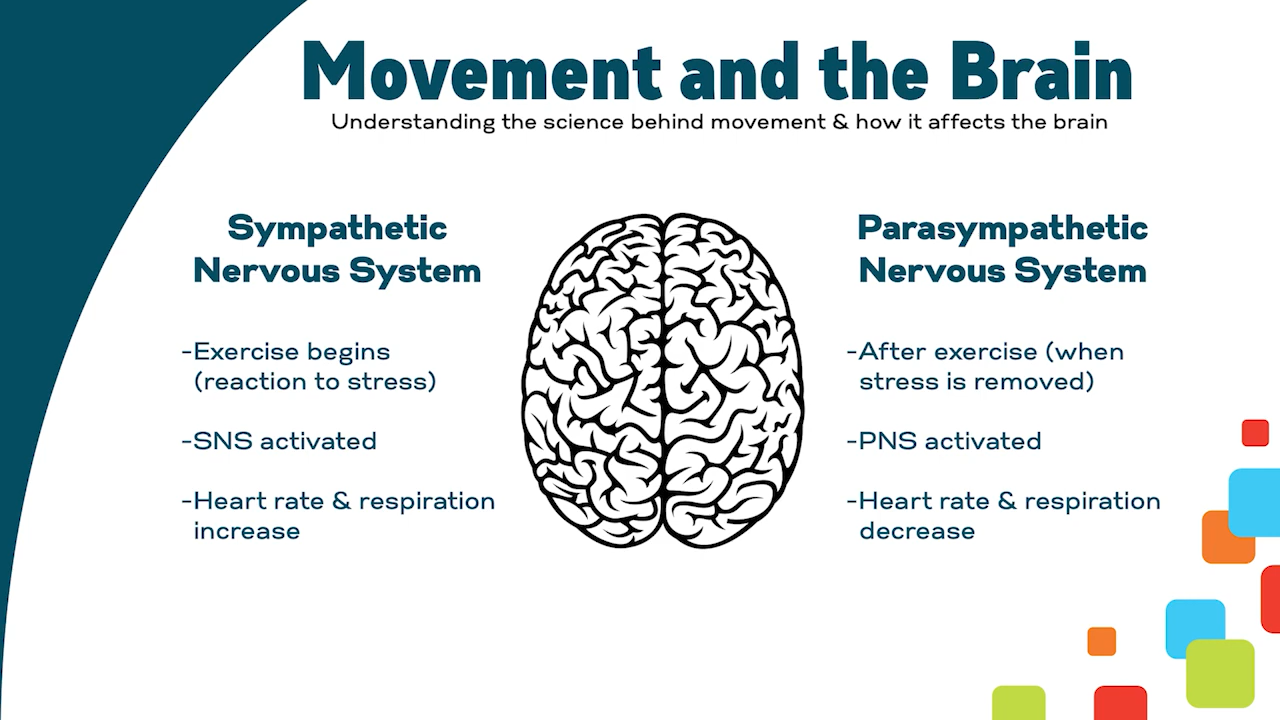 Movement and the Brain
Understanding the science behind movement & how it affects the brain
Sympathetic
Nervous System
-Exercise begins
(reaction to stress)
-SNS activated
-Heart rate & respiration
increase
Parasympathetic
Nervous System
-After exercise (when
stress is removed)
-PNS activated
-Heart rate & respiration
decrease